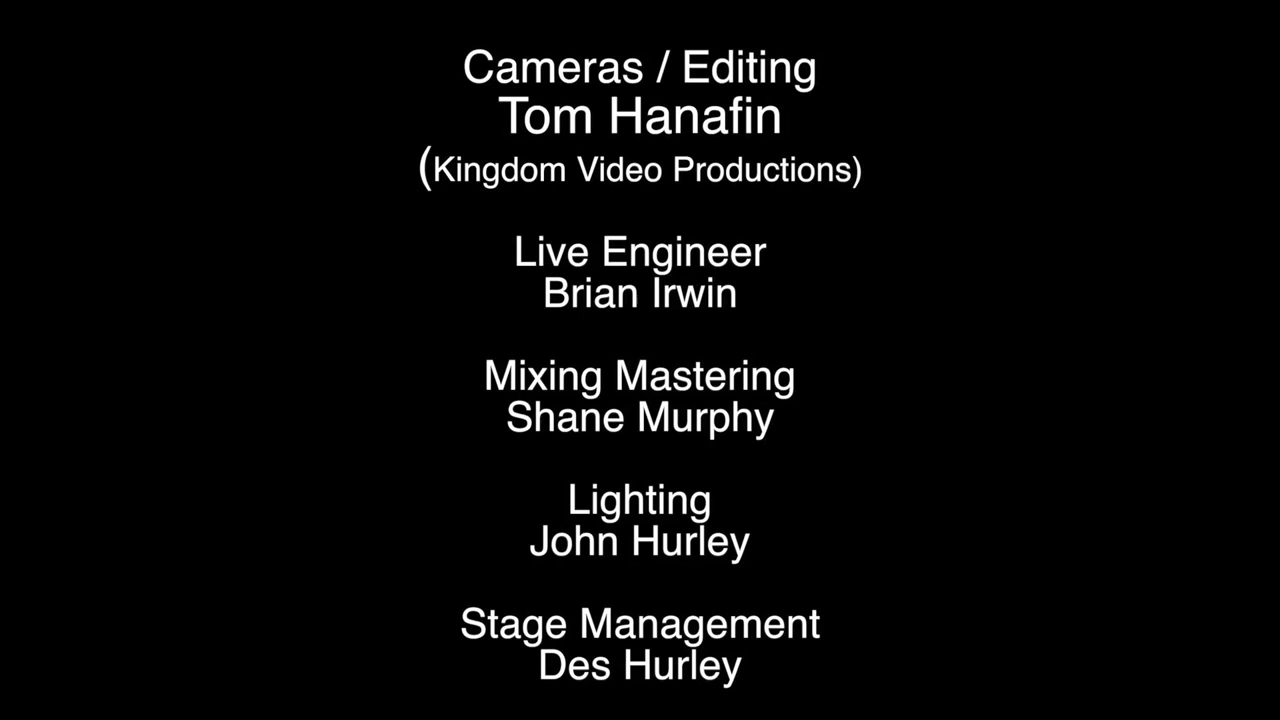 Cameras / Editing
Tom Hanafin
(Kingdom Video Productions)
Live Engineer
Brian Irwin
Mixing Mastering
Shane Murphy
Lighting
John Hurley
Stage Management
Des Hurley